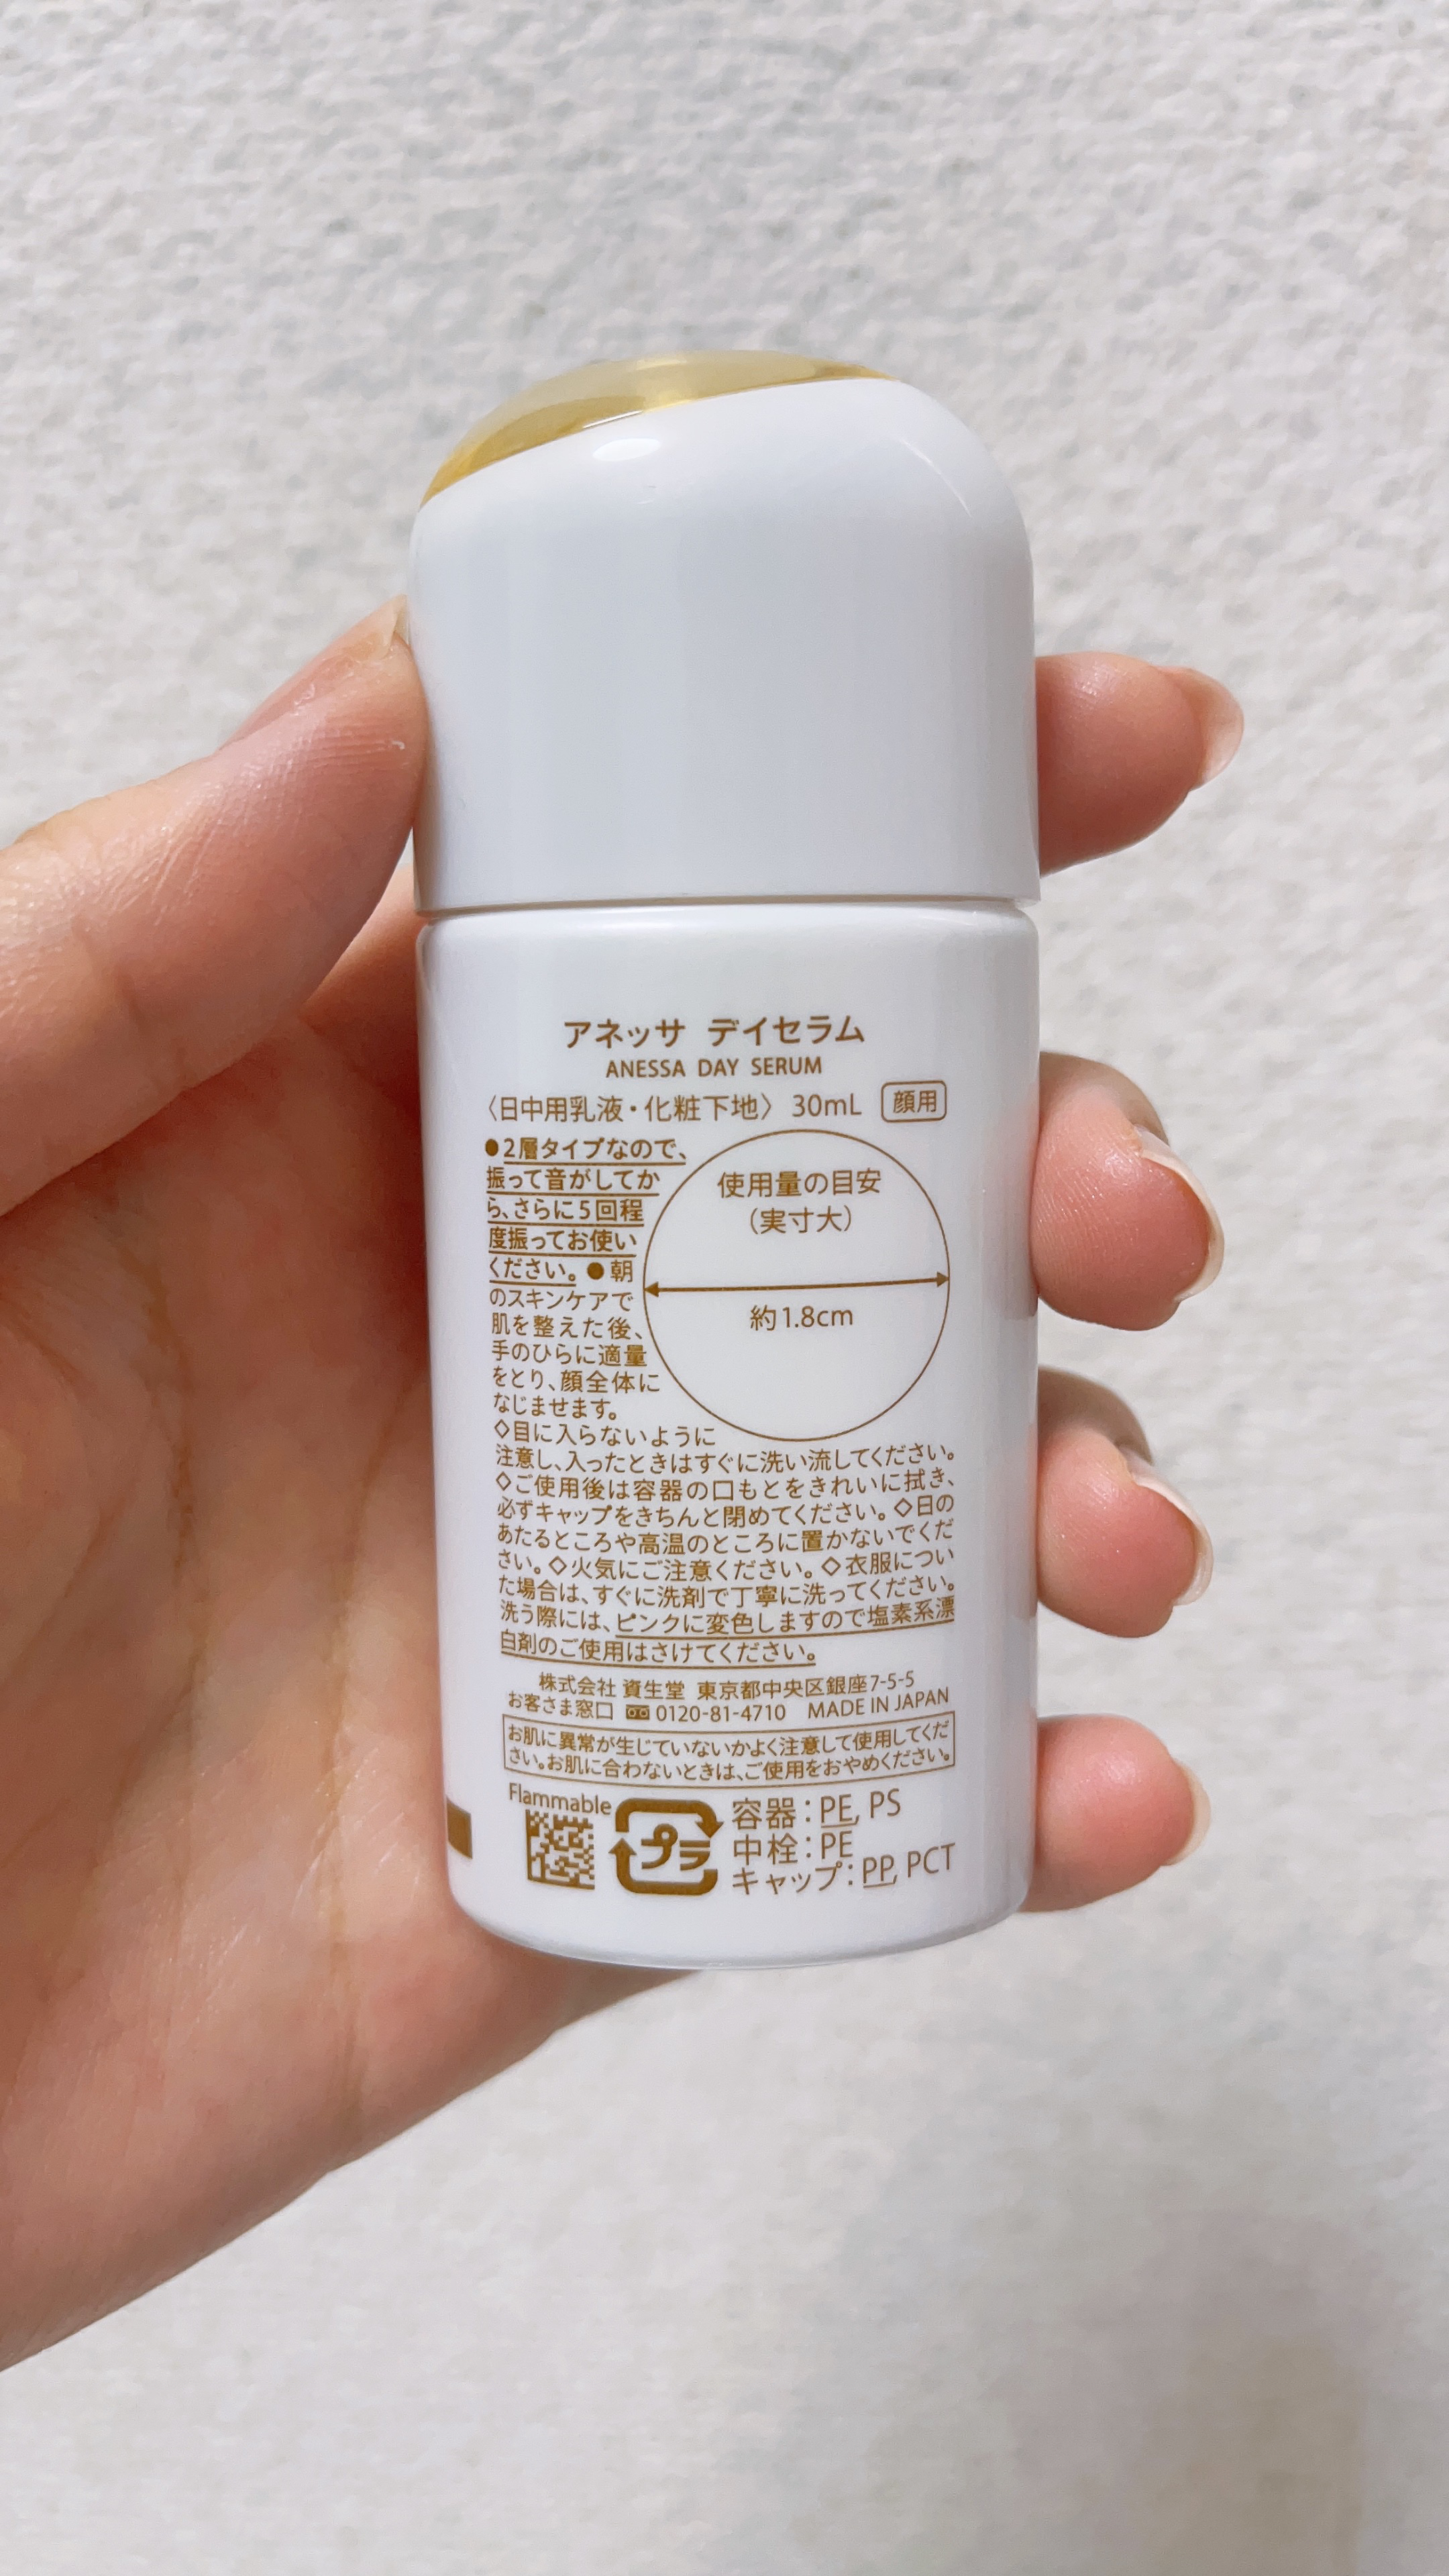 アネッサ デイセラム
ANESSA DAY SERUM
〈日中用乳液・化粧下地〉 30mL 顔用
●2層タイプなので、
振って音がしてか
ら、さらに5回程
度振ってお使い
ください。●朝
のスキンケアで
肌を整えた後、
手のひらに適量
をとり、顔全体に
なじませます。
使用量の目安
（実寸大）
約1.8cm
◇目に入らないように
注意し、入ったときはすぐに洗い流してください。
◇ご使用後は容器の口もとをきれいに拭き、
必ずキャップをきちんと閉めてください。◇日の
あたるところや高温のところに置かないでくだ
さい。◇火気にご注意ください。◇衣服につい
た場合は、すぐに洗剤で丁寧に洗ってください。
洗う際には、ピンクに変色しますので塩素系漂
白剤のご使用はさけてください。
株式会社 資生堂 東京都中央区銀座7-5-5
お客さま窓口 0120-81-4710 MADE IN JAPAN
お肌に異常が生じていないかよく注意して使用してくだ
さい。お肌に合わないときは、ご使用をおやめください。
Flammable
プラ
容器：PE, PS
中栓：PE
キャップ：PP, PCT